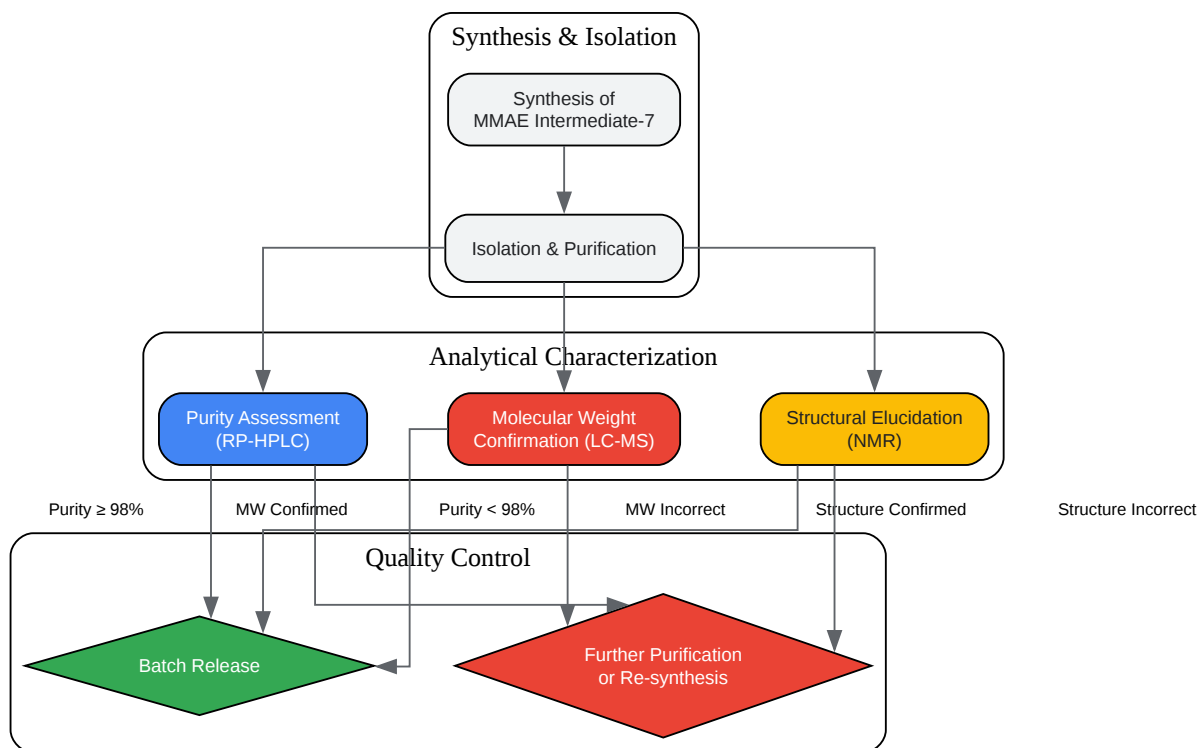 Synthesis & Isolation
Synthesis of
MMAE Intermediate-7
Isolation & Purification
Analytical Characterization
Purity Assessment
(RP-HPLC)
Molecular Weight
Confirmation (LC-MS)
Structural Elucidation
(NMR)
Purity ≥ 98%
MW Confirmed
Purity < 98%
MW Incorrect
Structure Confirmed
Structure Incorrect
Quality Control
Batch Release
Further Purification
or Re-synthesis